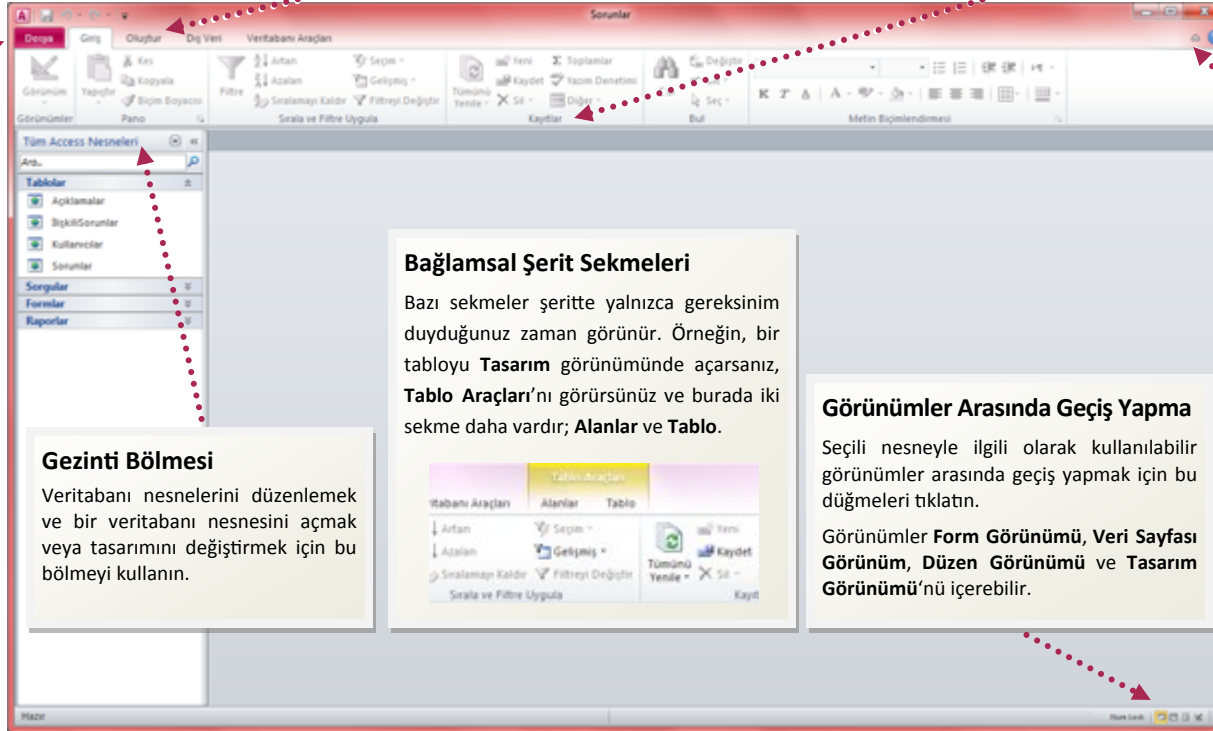 Sorunlar
Dosya Giriş Oluştur Dış Veri Veritabanı Araçları
Kes
Kopyala
Biçim Boyacısı
Görünüm Yapıştır
Görünümler Pano
Filtre
Artan
Azalan
Sıralamayı Kaldır
Seçim
Gelişmiş
Filtreyi Değiştir
Sırala ve Filtre Uygula
Yenile
Yeni
Kaydet
Sil
Toplamlar
Yazım Denetimi
Diğer
Kayıtlar
Değiştir
Seç
Bul
K T A
Metin Biçimlendirmesi
Tüm Access Nesneleri
Ara..
Tablolar
Açıklamalar
İlişkiliSorunlar
Kullanıcılar
Sorunlar
Sorgular
Formlar
Raporlar
Gezinti Bölmesi
Veritabanı nesnelerini düzenlemek
ve bir veritabanı nesnesini açmak
veya tasarımını değiştirmek için bu
bölmeyi kullanın.
Bağlamsal Şerit Sekmeleri
Bazı sekmeler şeritte yalnızca gereksinim
duyduğunuz zaman görünür. Örneğin, bir
tabloyu Tasarım görünümünde açarsanız,
Tablo Araçları’nı görürsünüz ve burada iki
sekme daha vardır; Alanlar ve Tablo.
Tablo Araçları
itabanı Araçları Alanlar Tablo
Artan
Azalan
Sıralamayı Kaldır
Seçim
Gelişmiş
Filtreyi Değiştir
Sırala ve Filtre Uygula
Tümünü
Yenile
Yeni
Kaydet
Sil
Kayıt
Görünümler Arasında Geçiş Yapma
Seçili nesneyle ilgili olarak kullanılabilir
görünümler arasında geçiş yapmak için bu
düğmeleri tıklatın.
Görünümler Form Görünümü, Veri Sayfası
Görünüm, Düzen Görünümü ve Tasarım
Görünümü‘nü içerebilir.
Hazır
Num Lock